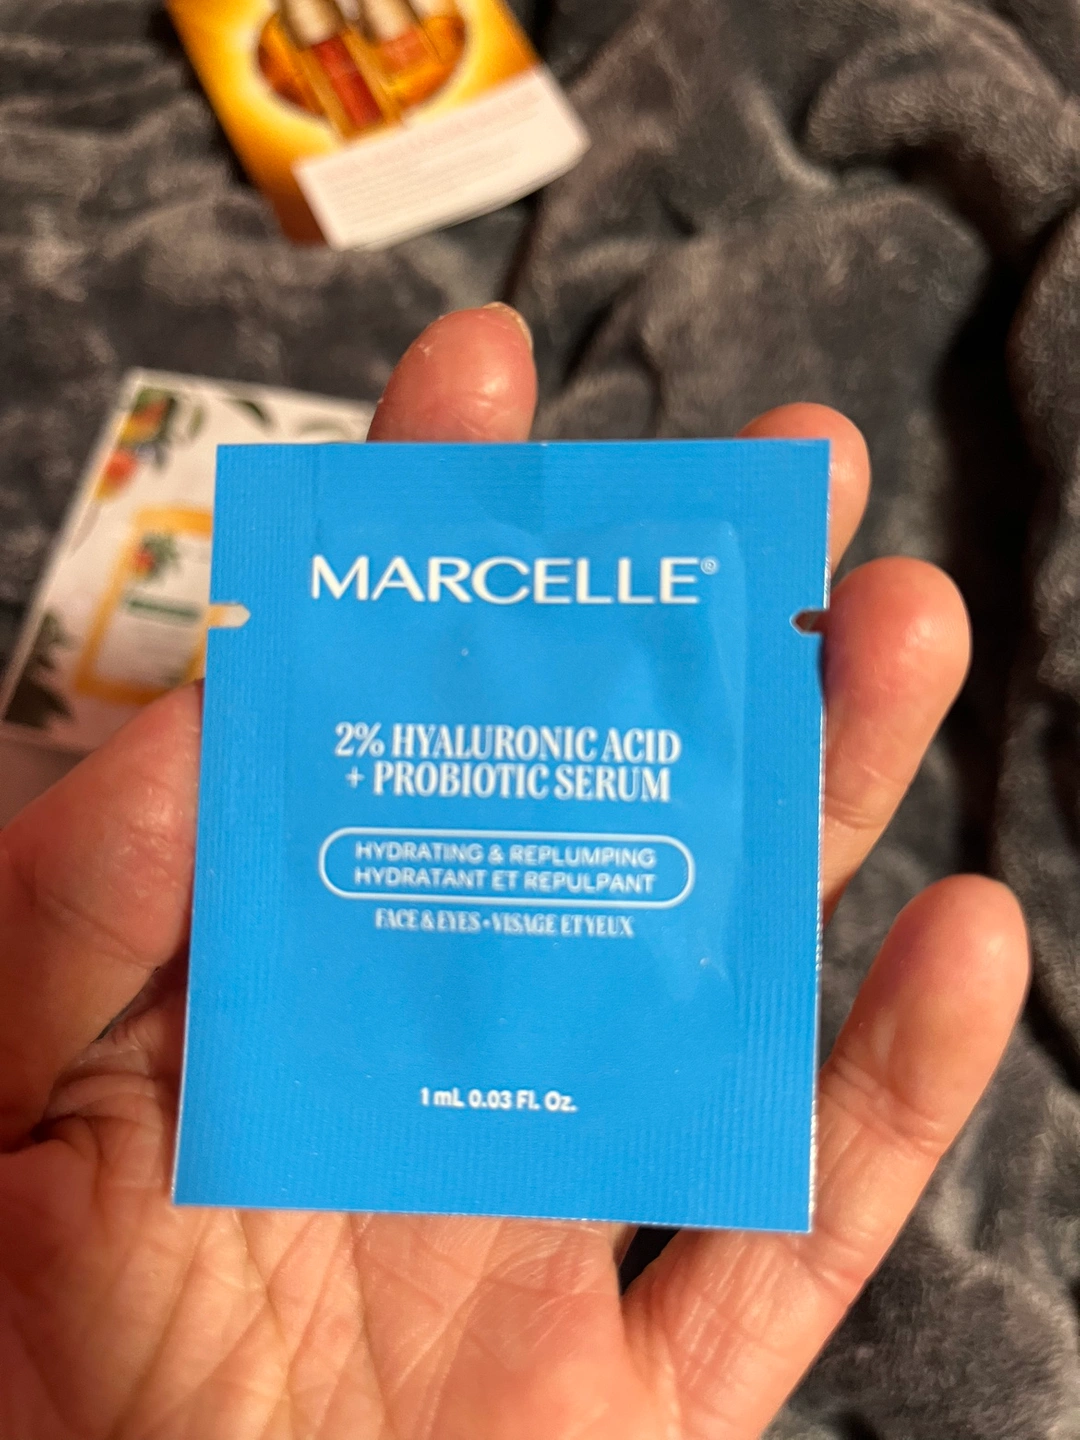 MARCELLE®
2% HYALURONIC ACID
+ PROBIOTIC SERUM
HYDRATING & REPLUMPING
HYDRATANT ET REPULPANT
FACE & EYES • VISAGE ET YEUX
1 mL 0.03 Fl. Oz.